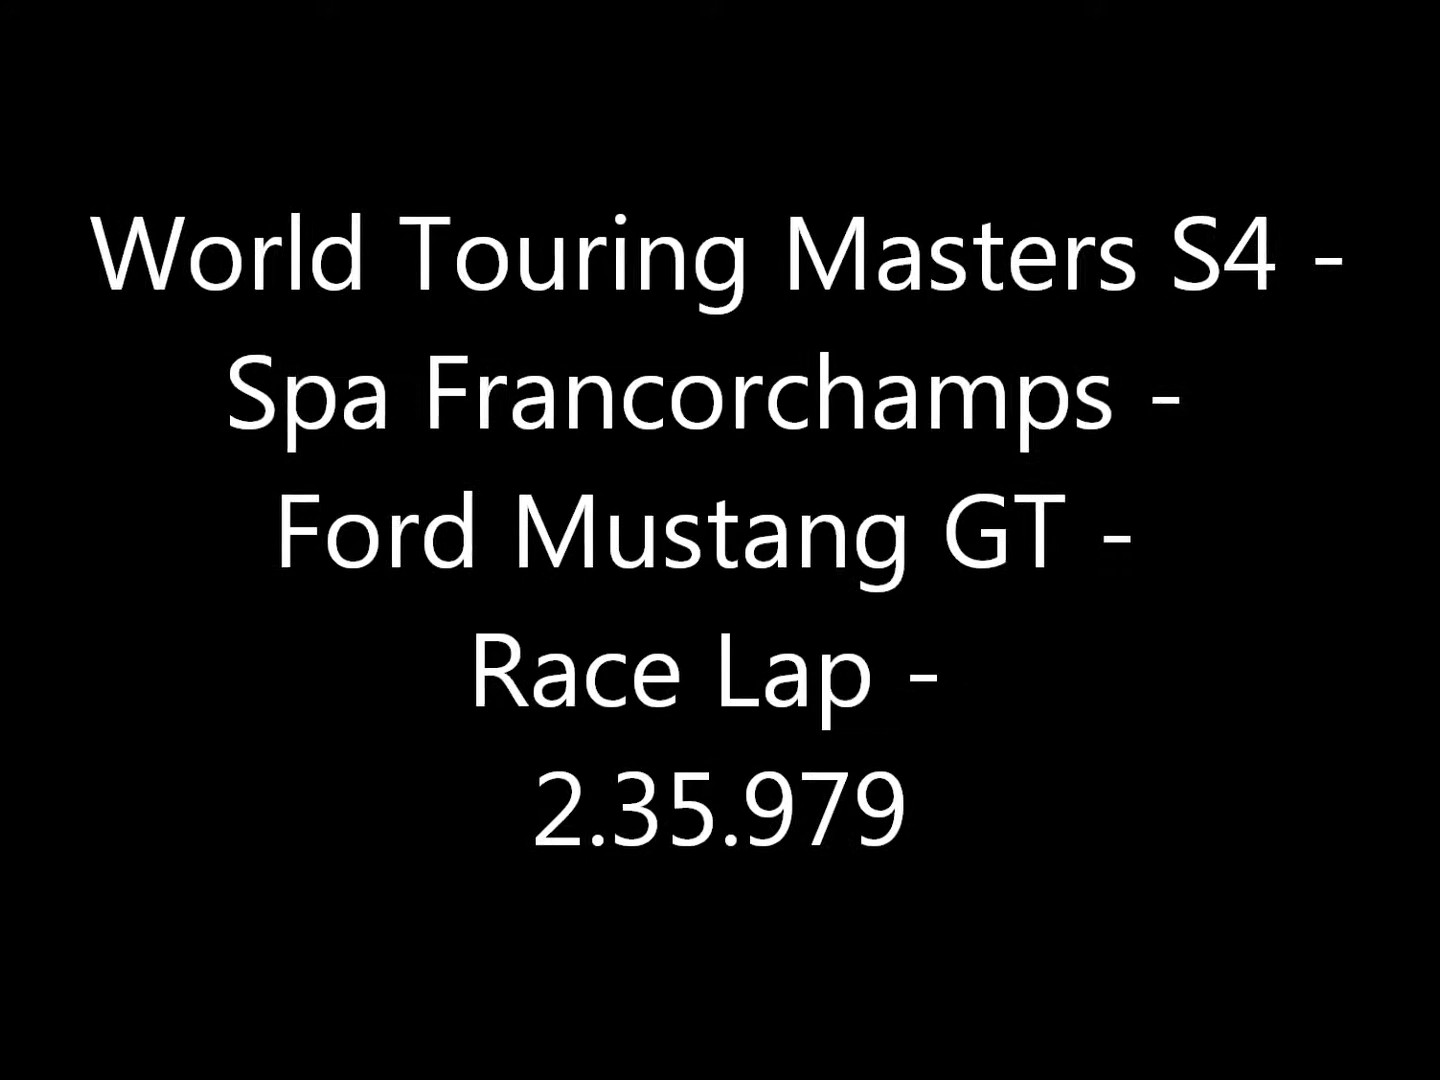 World Touring Masters S4 -
Spa Francorchamps -
Ford Mustang GT -
Race Lap -
2.35.979